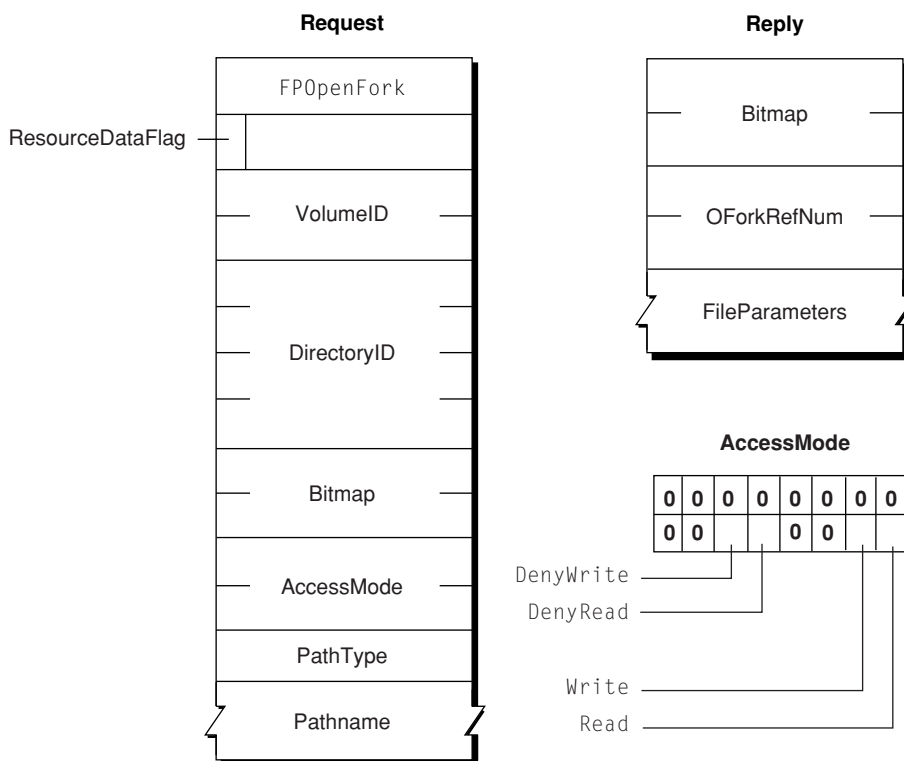 Request
FPOpenFork
ResourceDataFlag
VolumeID
DirectoryID
Bitmap
AccessMode
PathType
Pathname
Reply
Bitmap
OForkRefNum
FileParameters
AccessMode
0 0 0 0 0 0 0 0
0 0 0 0
DenyWrite
DenyRead
Write
Read